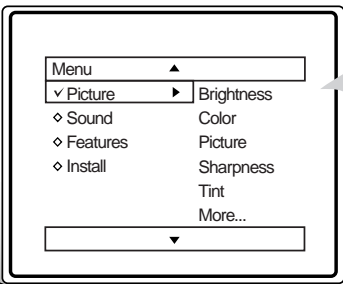 Menu
Picture Brightness
Sound Color
Features Picture
Install Sharpness
Tint
More...